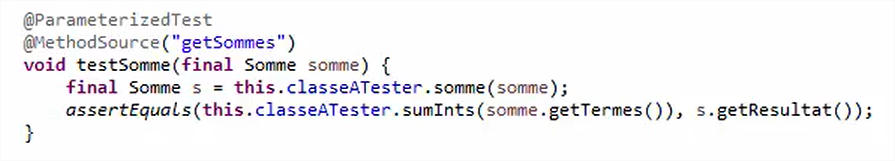 @ParameterizedTest
@MethodSource("getSommes")
void testSomme(final Somme somme) {
    final Somme s = this.classeATester.somme(somme);
    assertEquals(this.classeATester.sumInts(somme.getTermes()), s.getResultat());
}